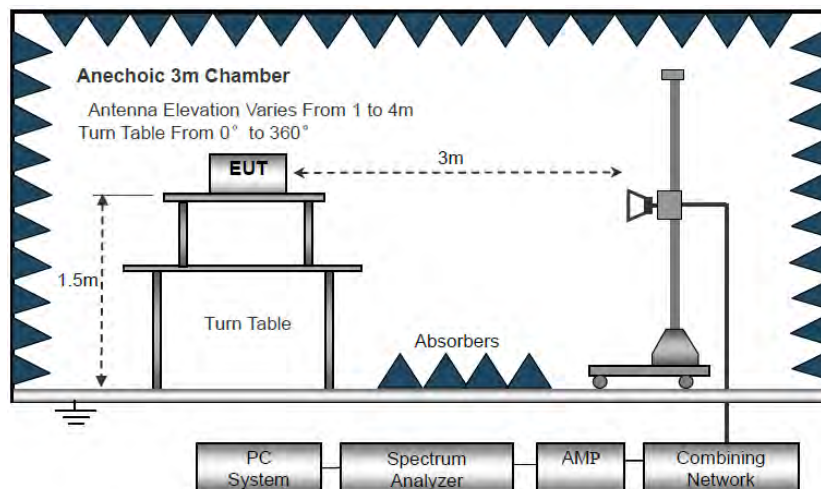 Anechoic 3m Chamber
Antenna Elevation Varies From 1 to 4m
Turn Table From 0° to 360°
EUT
3m
1.5m
Turn Table
Absorbers
PC
System
Spectrum
Analyzer
AMP
Combining
Network